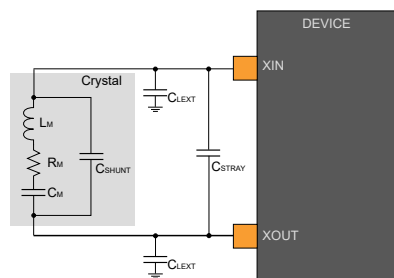 DEVICE
XIN
Crystal
CLEXT
LM
RM
CSHUNT
CSTRAY
CM
XOUT
CLEXT